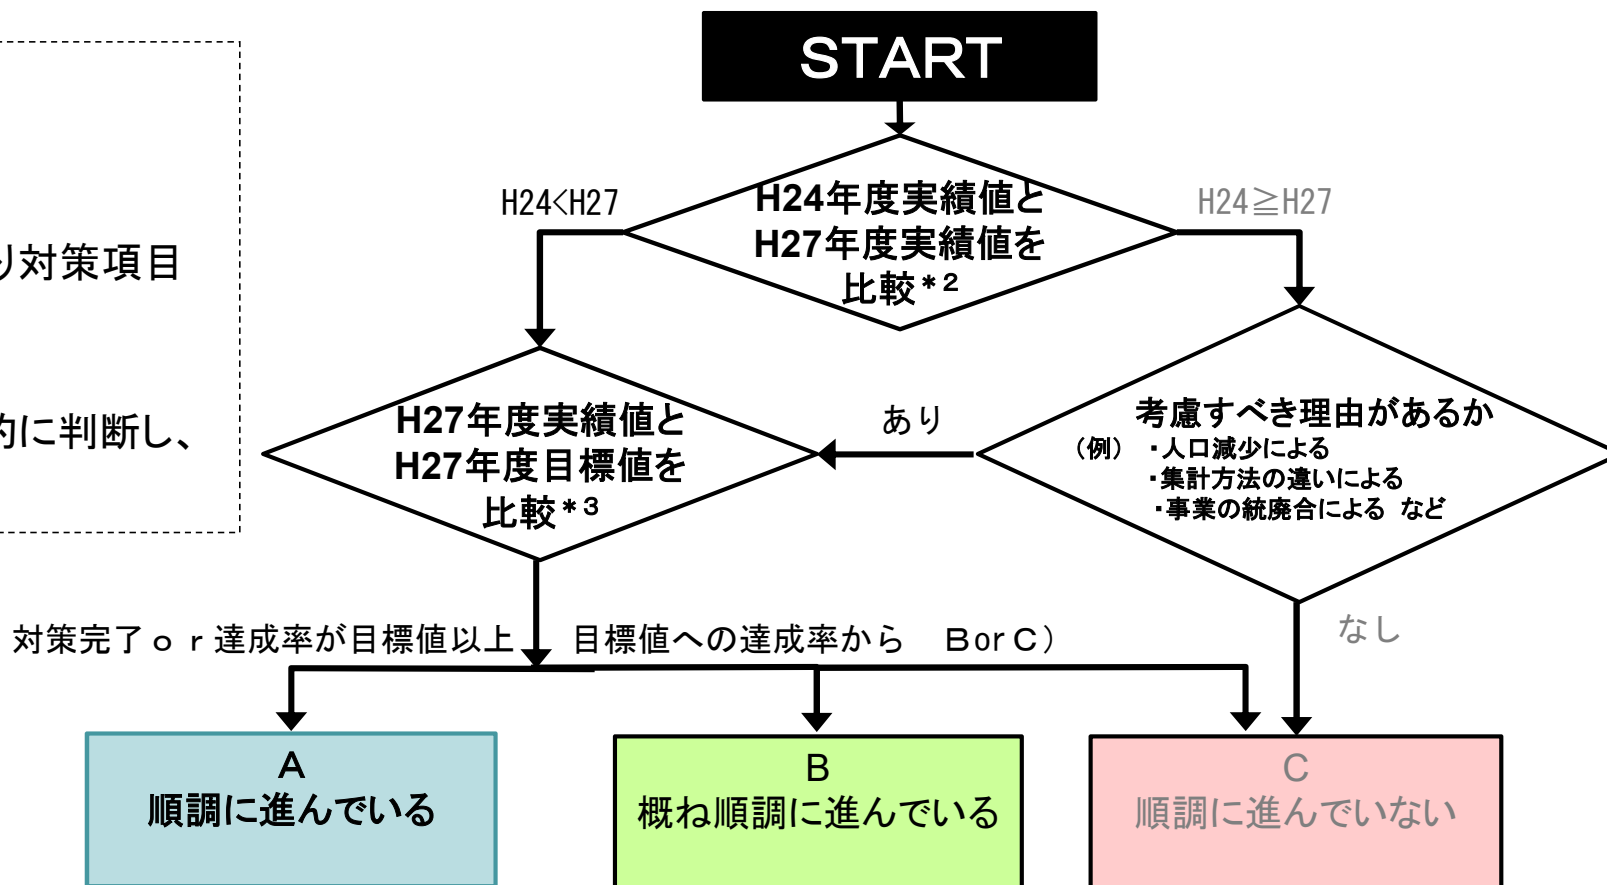 START
H24<H27
H24年度実績値と
H27年度実績値を
比較*2
H24≧H27
り対策項目
的に判断し、
H27年度実績値と
H27年度目標値を
比較*3
あり
考慮すべき理由があるか
（例）　・人口減少による
・集計方法の違いによる
・事業の統廃合による　など
対策完了ｏｒ達成率が目標値以上
目標値への達成率から　ＢorＣ）
なし
A
順調に進んでいる
B
概ね順調に進んでいる
C
順調に進んでいない